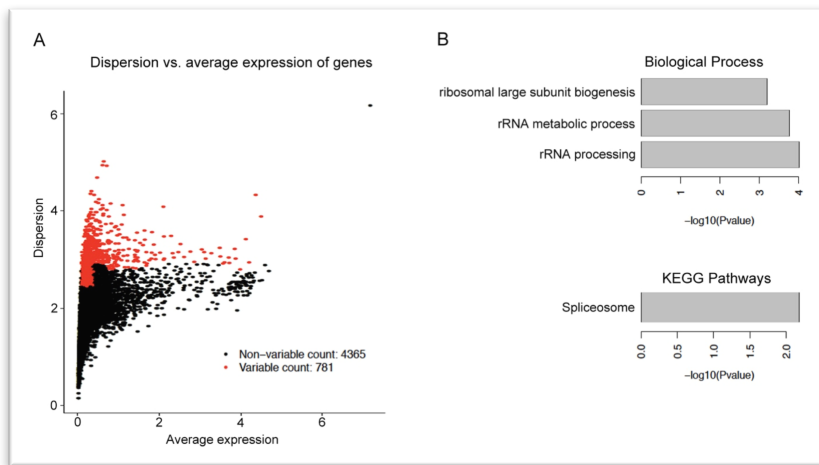 A
Dispersion vs. average expression of genes
6
4
2
0
Dispersion
Non−variable count: 4365
Variable count: 781
0 2 4 6
Average expression
B
Biological Process
ribosomal large subunit biogenesis
rRNA metabolic process
rRNA processing
0 1 2 3 4
−log10(Pvalue)
KEGG Pathways
Spliceosome
0.0 0.5 1.0 1.5 2.0
−log10(Pvalue)